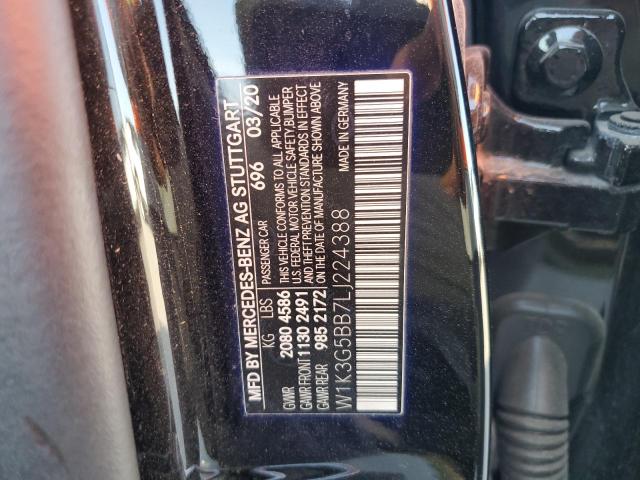 MFD BY MERCEDES-BENZ AG STUTTGART
PASSENGER CAR 696 03/20
KG LBS
GVWR 2080 4586
GAWR FRONT 1130 2491
GAWR REAR 985 2172
THIS VEHICLE CONFORMS TO ALL APPLICABLE
U.S. FEDERAL MOTOR VEHICLE SAFETY, BUMPER
AND THEFT PREVENTION STANDARDS IN EFFECT
ON THE DATE OF MANUFACTURE SHOWN ABOVE
MADE IN GERMANY
W1K3G5BB7LJ224388